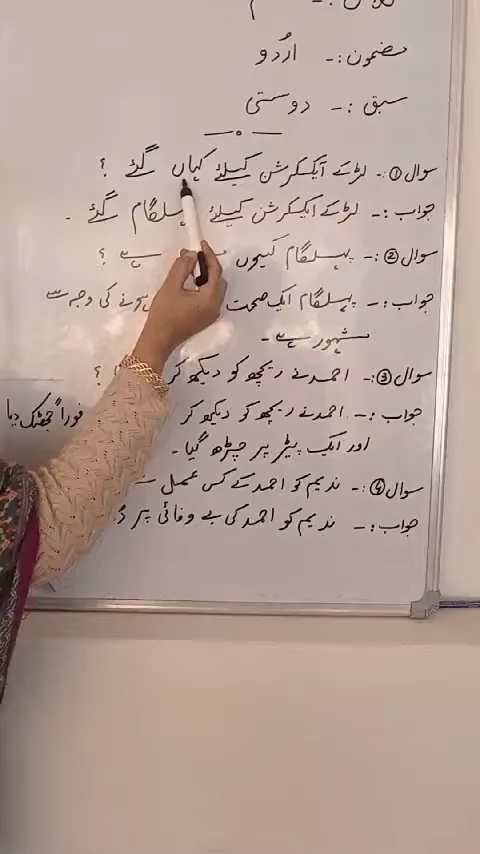 مضمون :- اُردو
سبق :- دوستی
سوال ① :- لڑکے ایکسکرشن کیلئے کہاں گئے ؟
جواب :- لڑکے ایکسکرشن کیلئے پہلگام گئے ۔
سوال ② :- پہلگام کیوں ہے ؟
جواب :- پہلگام ایک صحت ہونے کی وجہ سے
مشہور ہے ۔
سوال ③ :- احمد نے ریچھ کو دیکھ کر ؟
جواب :- احمد نے ریچھ کو دیکھ کر فوراً جھٹک دیا
اور ایک پیڑ پر چڑھ گیا ۔
سوال ④ :- ندیم کو احمد کے کس عمل
جواب :- ندیم کو احمد کی بے وفائی پر